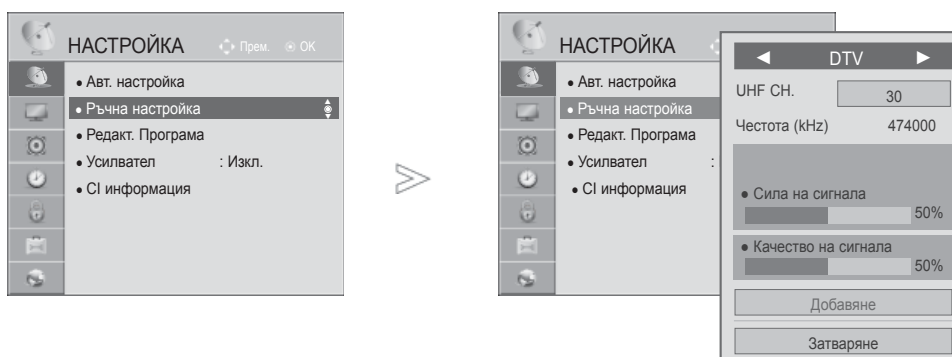 НАСТРОЙКА Прем. OK
• Авт. настройка
• Ръчна настройка
• Редакт. Програма
• Усилвател : Изкл.
• CI информация
НАСТРОЙКА
• Авт. настройка
• Ръчна настройка
• Редакт. Програма
• Усилвател :
• CI информация
◄ DTV ►
UHF CH. 30
Честота (kHz) 474000
• Сила на сигнала
50%
• Качество на сигнала
50%
Добавяне
Затваряне